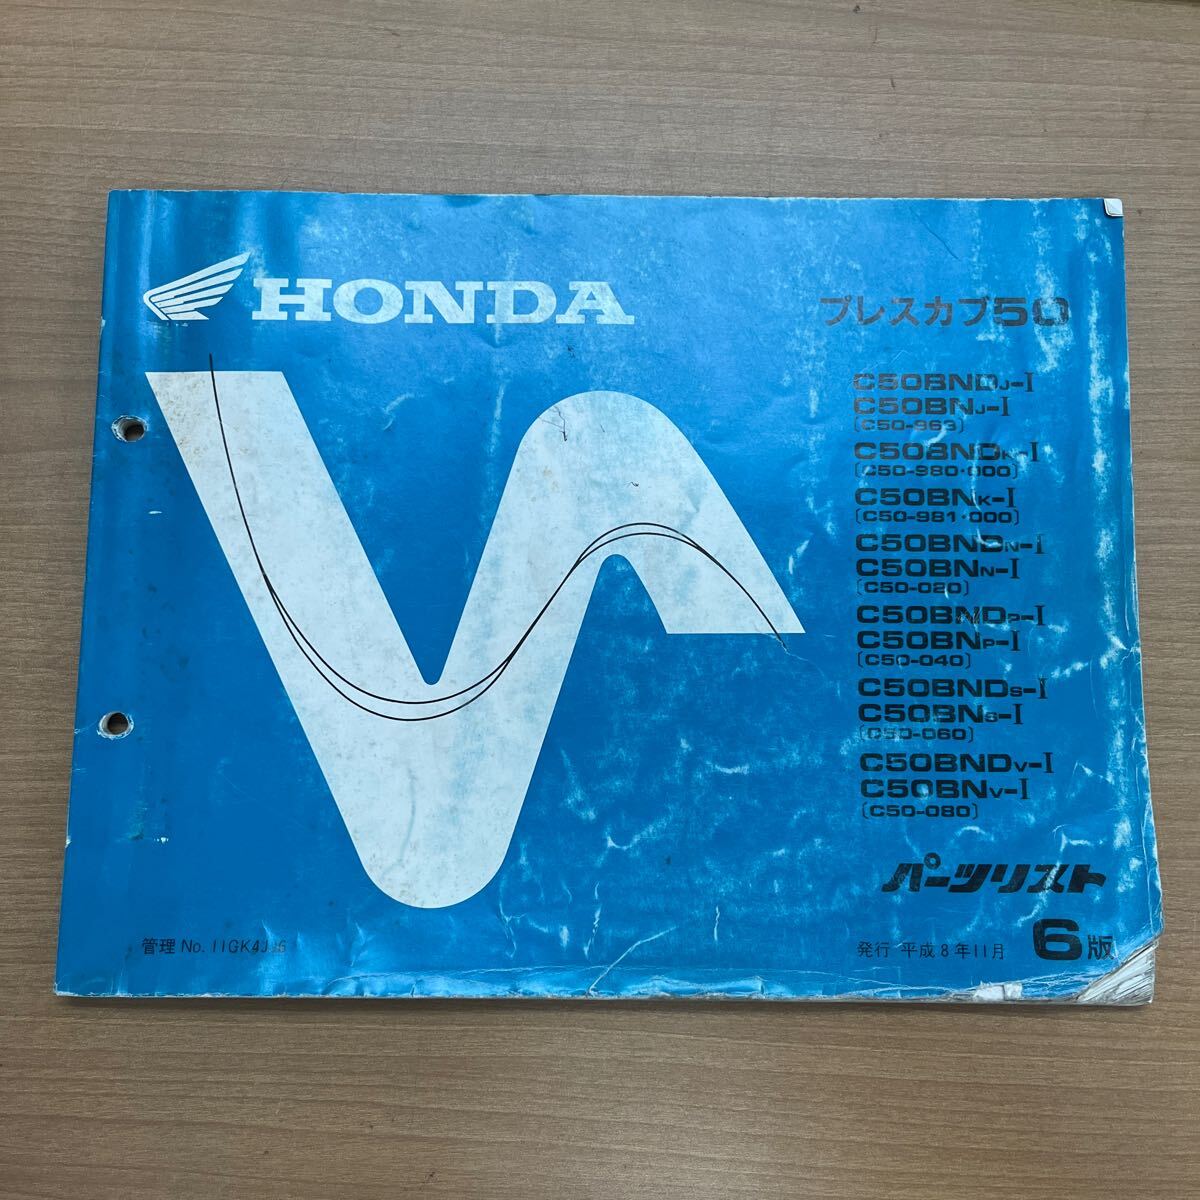 HONDA
プレスカブ50
C50BNDJ-I
C50BNJ-I
(C50-963)
C50BNDK-I
(C50-980・000)
C50BNK-I
(C50-981・000)
C50BNDN-I
C50BNN-I
(C50-020)
C50BNDP-I
C50BNP-I
(C50-040)
C50BNDS-I
C50BNS-I
(C50-060)
C50BNDV-I
C50BNV-I
(C50-080)
パーツリスト
管理 No. 11GK4JJ6
発行 平成8年11月
6版